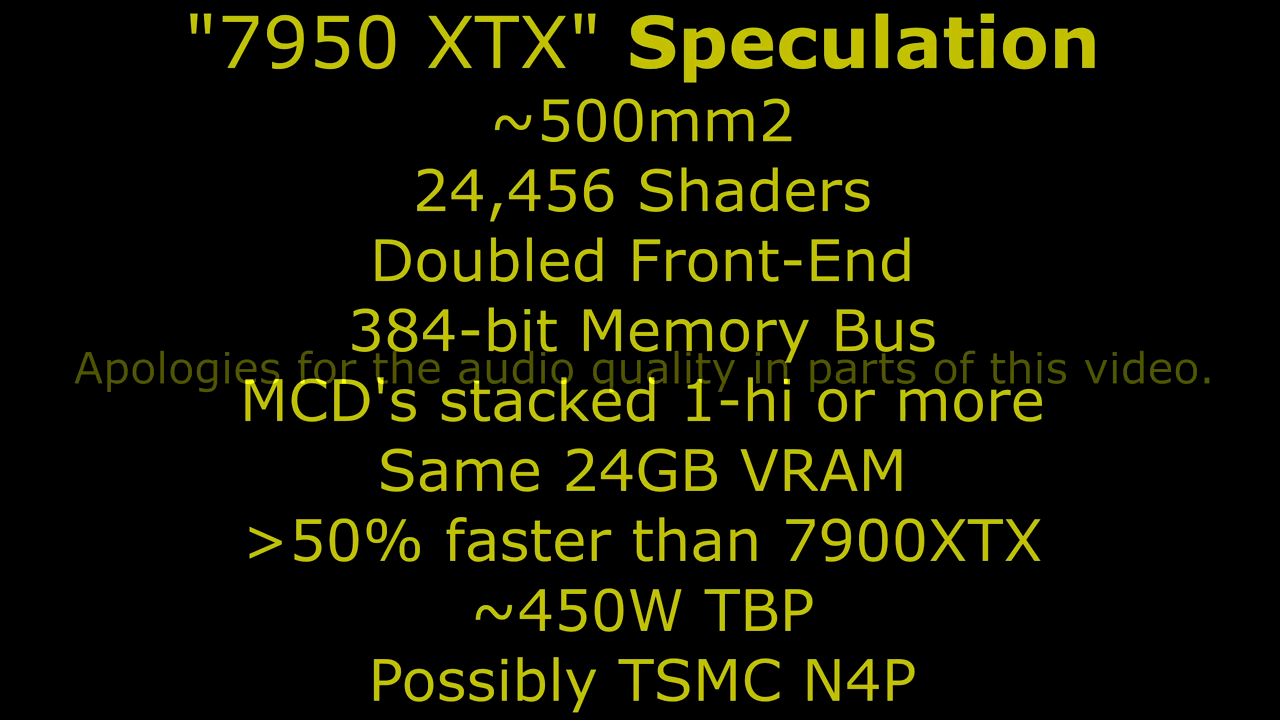 "7950 XTX" Speculation
~500mm2
24,456 Shaders
Doubled Front-End
384-bit Memory Bus
Apologies for the audio quality in parts of this video.
MCD's stacked 1-hi or more
Same 24GB VRAM
>50% faster than 7900XTX
~450W TBP
Possibly TSMC N4P